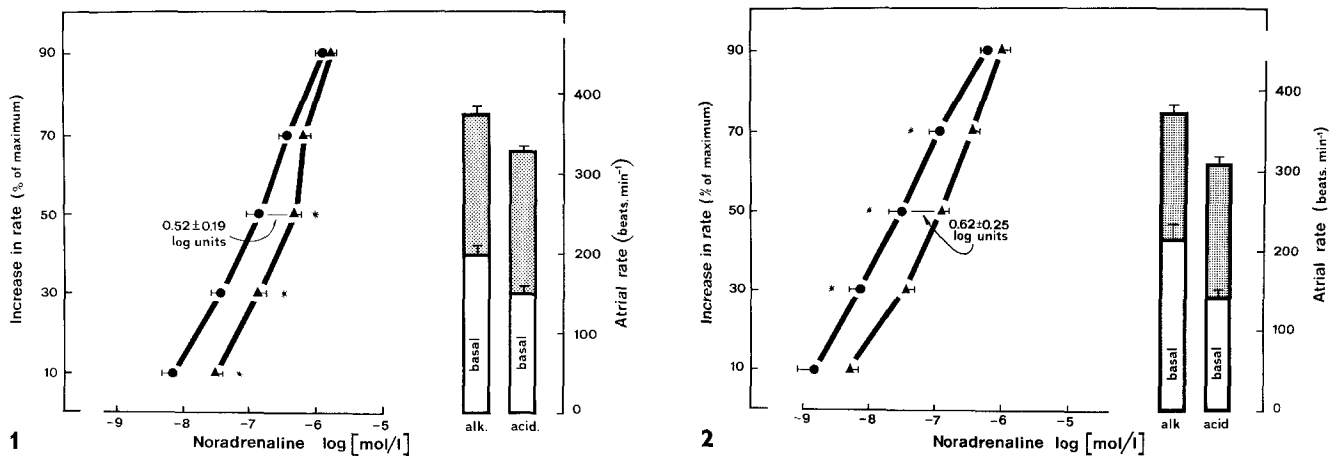 Increase in rate (% of maximum)
90
70
50
30
10
0.52±0.19
log units
*
*
*
-9
-8
-7
-6
-5
Noradrenaline log [mol/l]
basal
basal
alk.
acid.
400
300
200
100
0
Atrial rate (beats. min⁻¹)
1
Increase in rate (% of maximum)
90
70
50
30
10
*
*
*
0.62±0.25
log units
-9
-8
-7
-6
-5
Noradrenaline log [mol/l]
basal
basal
alk
acid
400
300
200
100
0
Atrial rate (beats. min⁻¹)
2